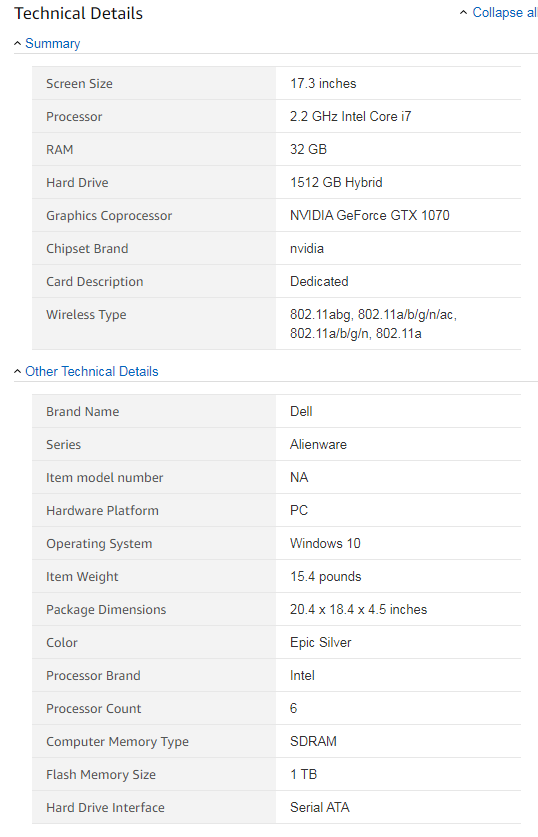 Technical Details
Collapse al
Summary
Screen Size 17.3 inches
Processor 2.2 GHz Intel Core i7
RAM 32 GB
Hard Drive 1512 GB Hybrid
Graphics Coprocessor NVIDIA GeForce GTX 1070
Chipset Brand nvidia
Card Description Dedicated
Wireless Type 802.11abg, 802.11a/b/g/n/ac,
802.11a/b/g/n, 802.11a
Other Technical Details
Brand Name Dell
Series Alienware
Item model number NA
Hardware Platform PC
Operating System Windows 10
Item Weight 15.4 pounds
Package Dimensions 20.4 x 18.4 x 4.5 inches
Color Epic Silver
Processor Brand Intel
Processor Count 6
Computer Memory Type SDRAM
Flash Memory Size 1 TB
Hard Drive Interface Serial ATA